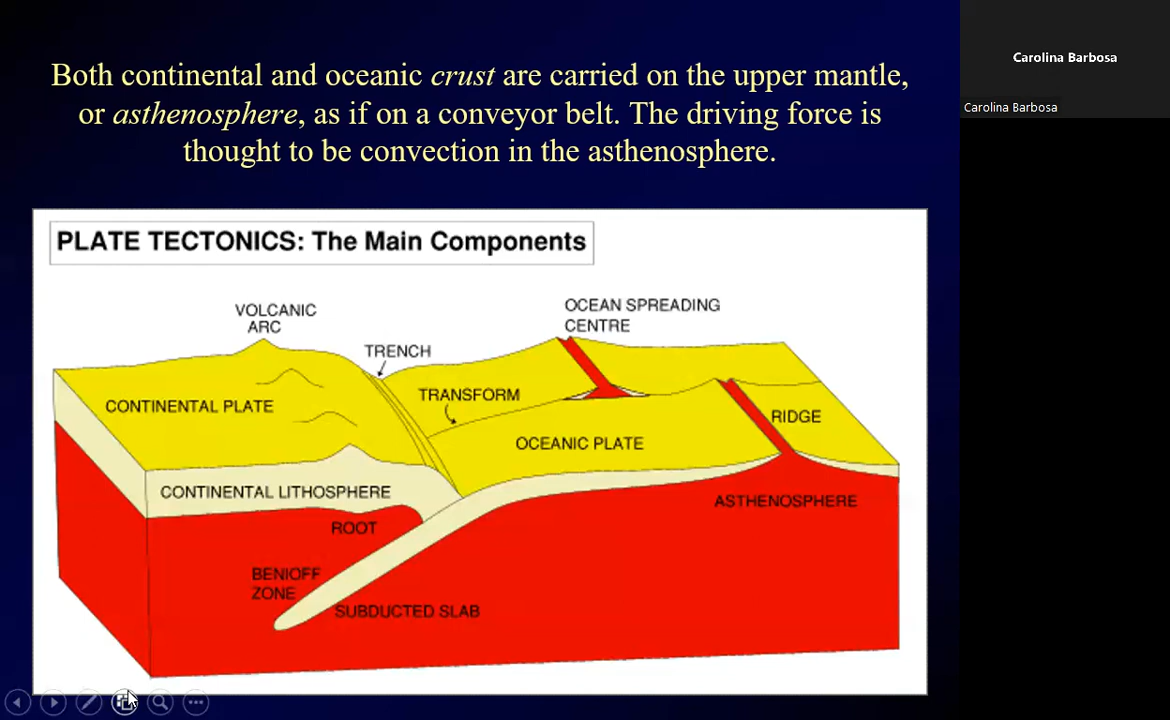 Both continental and oceanic crust are carried on the upper mantle,
or asthenosphere, as if on a conveyor belt. The driving force is
thought to be convection in the asthenosphere.
PLATE TECTONICS: The Main Components
VOLCANIC
ARC
TRENCH
OCEAN SPREADING
CENTRE
TRANSFORM
CONTINENTAL PLATE
RIDGE
OCEANIC PLATE
CONTINENTAL LITHOSPHERE
ASTHENOSPHERE
ROOT
BENIOFF
ZONE
SUBDUCTED SLAB
Carolina Barbosa
Carolina Barbosa